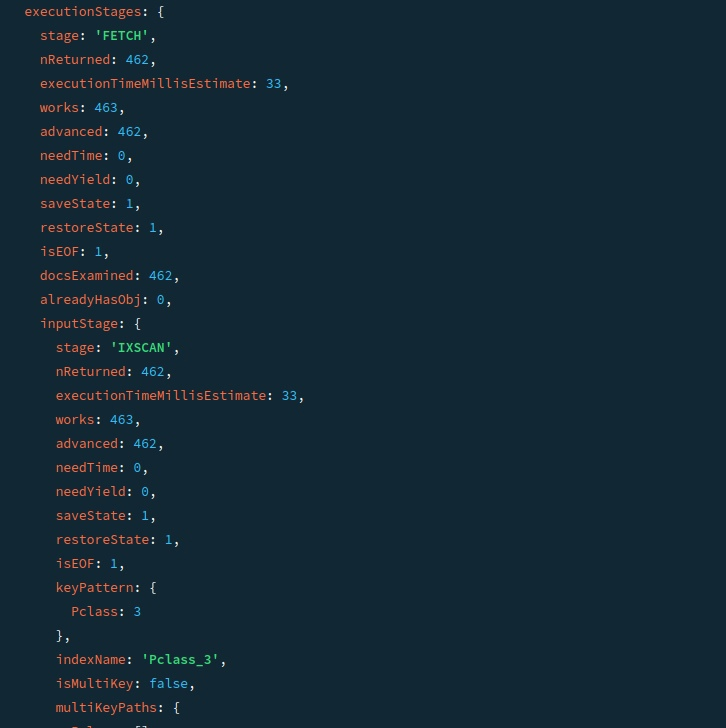 executionStages: {
stage: 'FETCH',
nReturned: 462,
executionTimeMillisEstimate: 33,
works: 463,
advanced: 462,
needTime: 0,
needYield: 0,
saveState: 1,
restoreState: 1,
isEOF: 1,
docsExamined: 462,
alreadyHasObj: 0,
inputStage: {
stage: 'IXSCAN',
nReturned: 462,
executionTimeMillisEstimate: 33,
works: 463,
advanced: 462,
needTime: 0,
needYield: 0,
saveState: 1,
restoreState: 1,
isEOF: 1,
keyPattern: {
Pclass: 3
},
indexName: 'Pclass_3',
isMultiKey: false,
multiKeyPaths: {